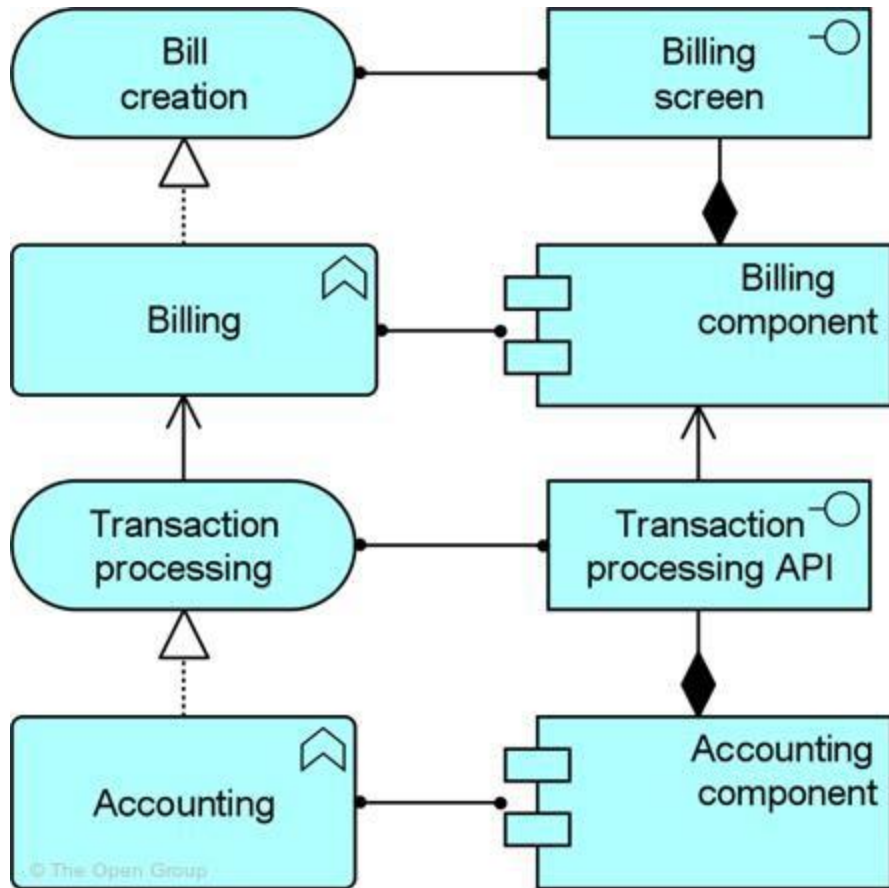 Bill
creation
Billing
screen
Billing
Billing
component
Transaction
processing
Transaction
processing API
Accounting
Accounting
component
© The Open Group